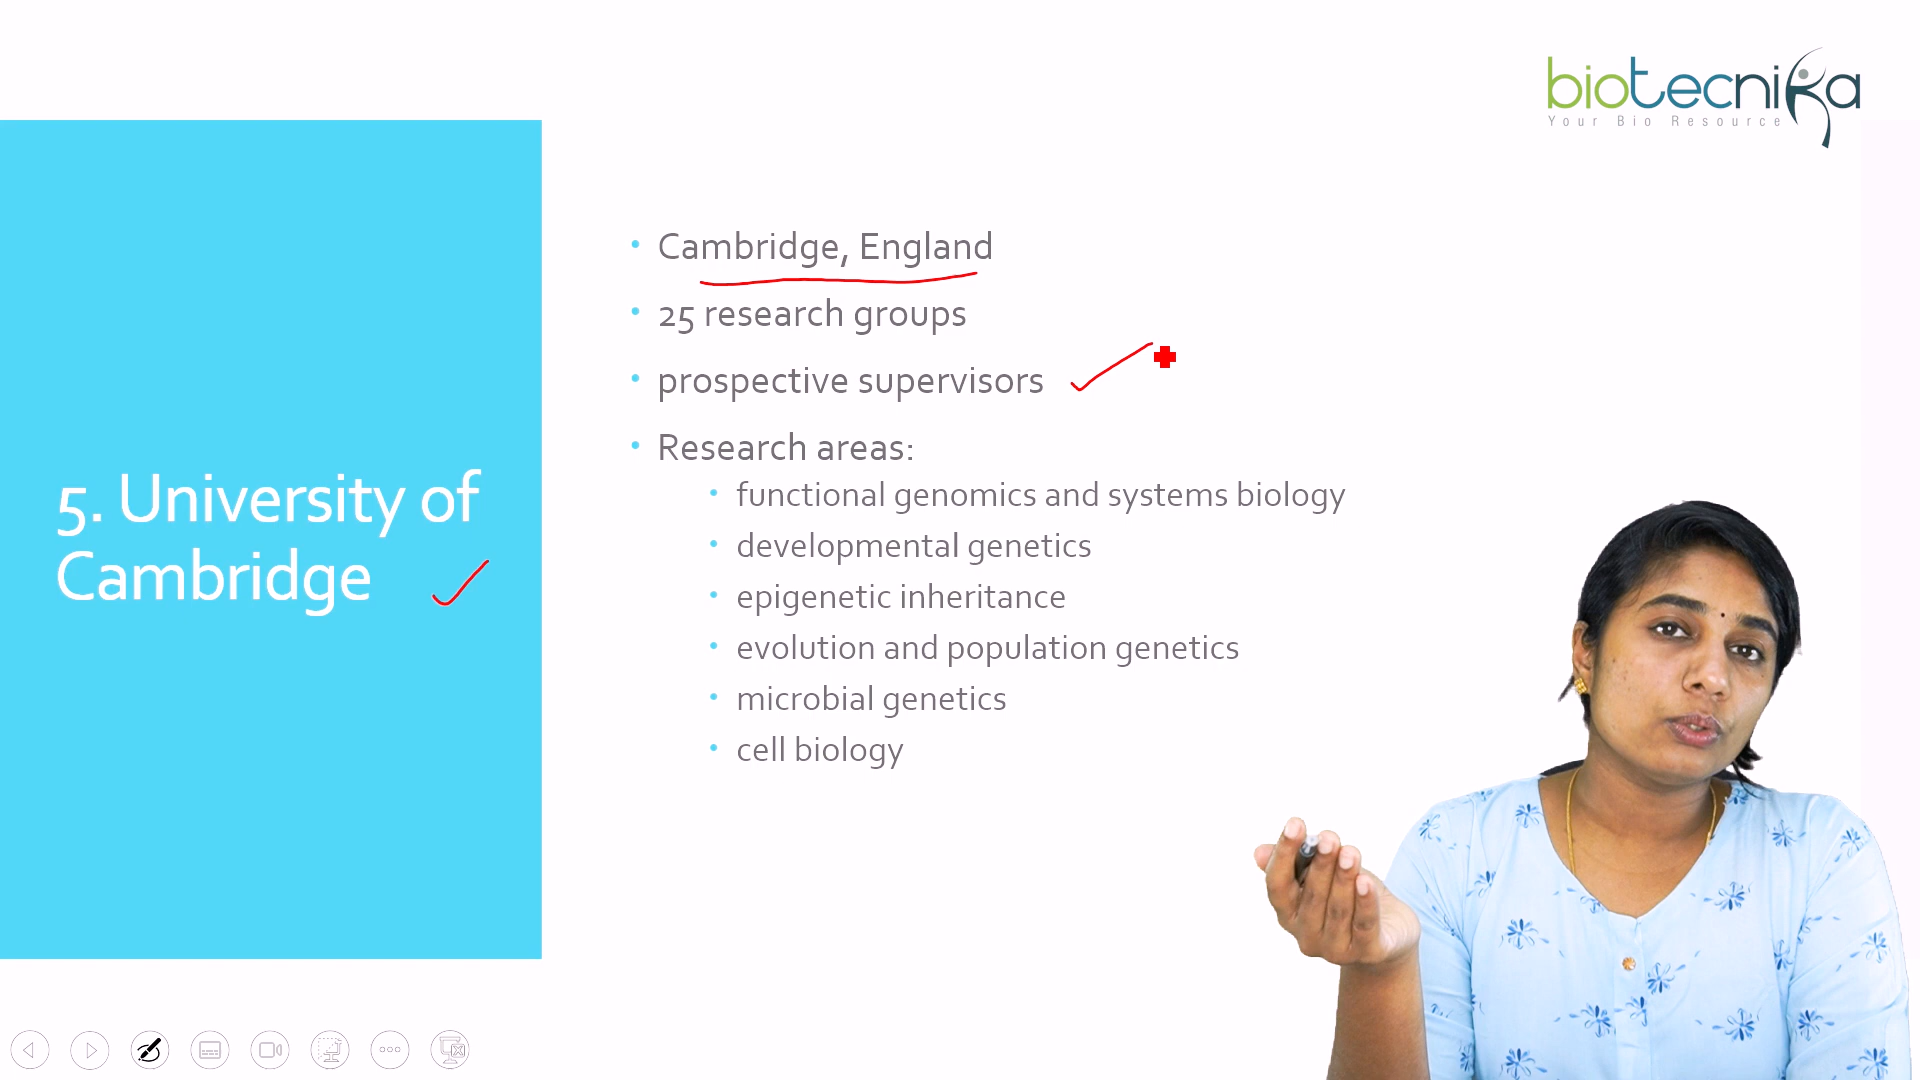 biotecnika
Your Bio Resource
5. University of
Cambridge
• Cambridge, England
• 25 research groups
• prospective supervisors
• Research areas:
• functional genomics and systems biology
• developmental genetics
• epigenetic inheritance
• evolution and population genetics
• microbial genetics
• cell biology